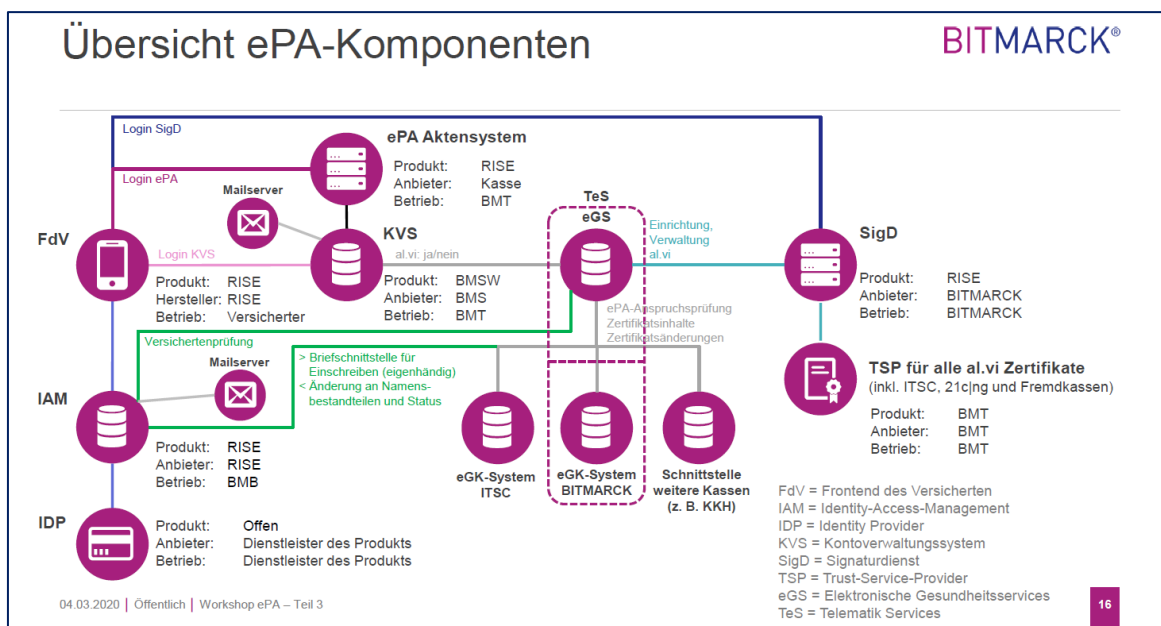 Übersicht ePA-Komponenten
BITMARCK®
Login SigD
ePA Aktensystem
Produkt: RISE
Anbieter: Kasse
Betrieb: BMT
Login ePA
Mailserver
TeS
eGS
Einrichtung,
Verwaltung
al.vi
FdV
KVS
SigD
Login KVS
al.vi: ja/nein
Produkt: RISE
Hersteller: RISE
Betrieb: Versicherter
Produkt: BMSW
Anbieter: BMS
Betrieb: BMT
Produkt: RISE
Anbieter: BITMARCK
Betrieb: BITMARCK
ePA-Anspruchsprüfung
Zertifikatsinhalte
Zertifikatsänderungen
Versichertenprüfung
> Briefschnittstelle für
Einschreiben (eigenhändig)
< Änderung an Namens-
bestandteilen und Status
Mailserver
TSP für alle al.vi Zertifikate
(inkl. ITSC, 21c|ng und Fremdkassen)
Produkt: BMT
Anbieter: BMT
Betrieb: BMT
IAM
Produkt: RISE
Anbieter: RISE
Betrieb: BMB
eGK-System
ITSC
eGK-System
BITMARCK
Schnittstelle
weitere Kassen
(z. B. KKH)
IDP
Produkt: Offen
Anbieter: Dienstleister des Produkts
Betrieb: Dienstleister des Produkts
FdV = Frontend des Versicherten
IAM = Identity-Access-Management
IDP = Identity Provider
KVS = Kontoverwaltungssystem
SigD = Signaturdienst
TSP = Trust-Service-Provider
eGS = Elektronische Gesundheitsservices
TeS = Telematik Services
04.03.2020 | Öffentlich | Workshop ePA – Teil 3
16